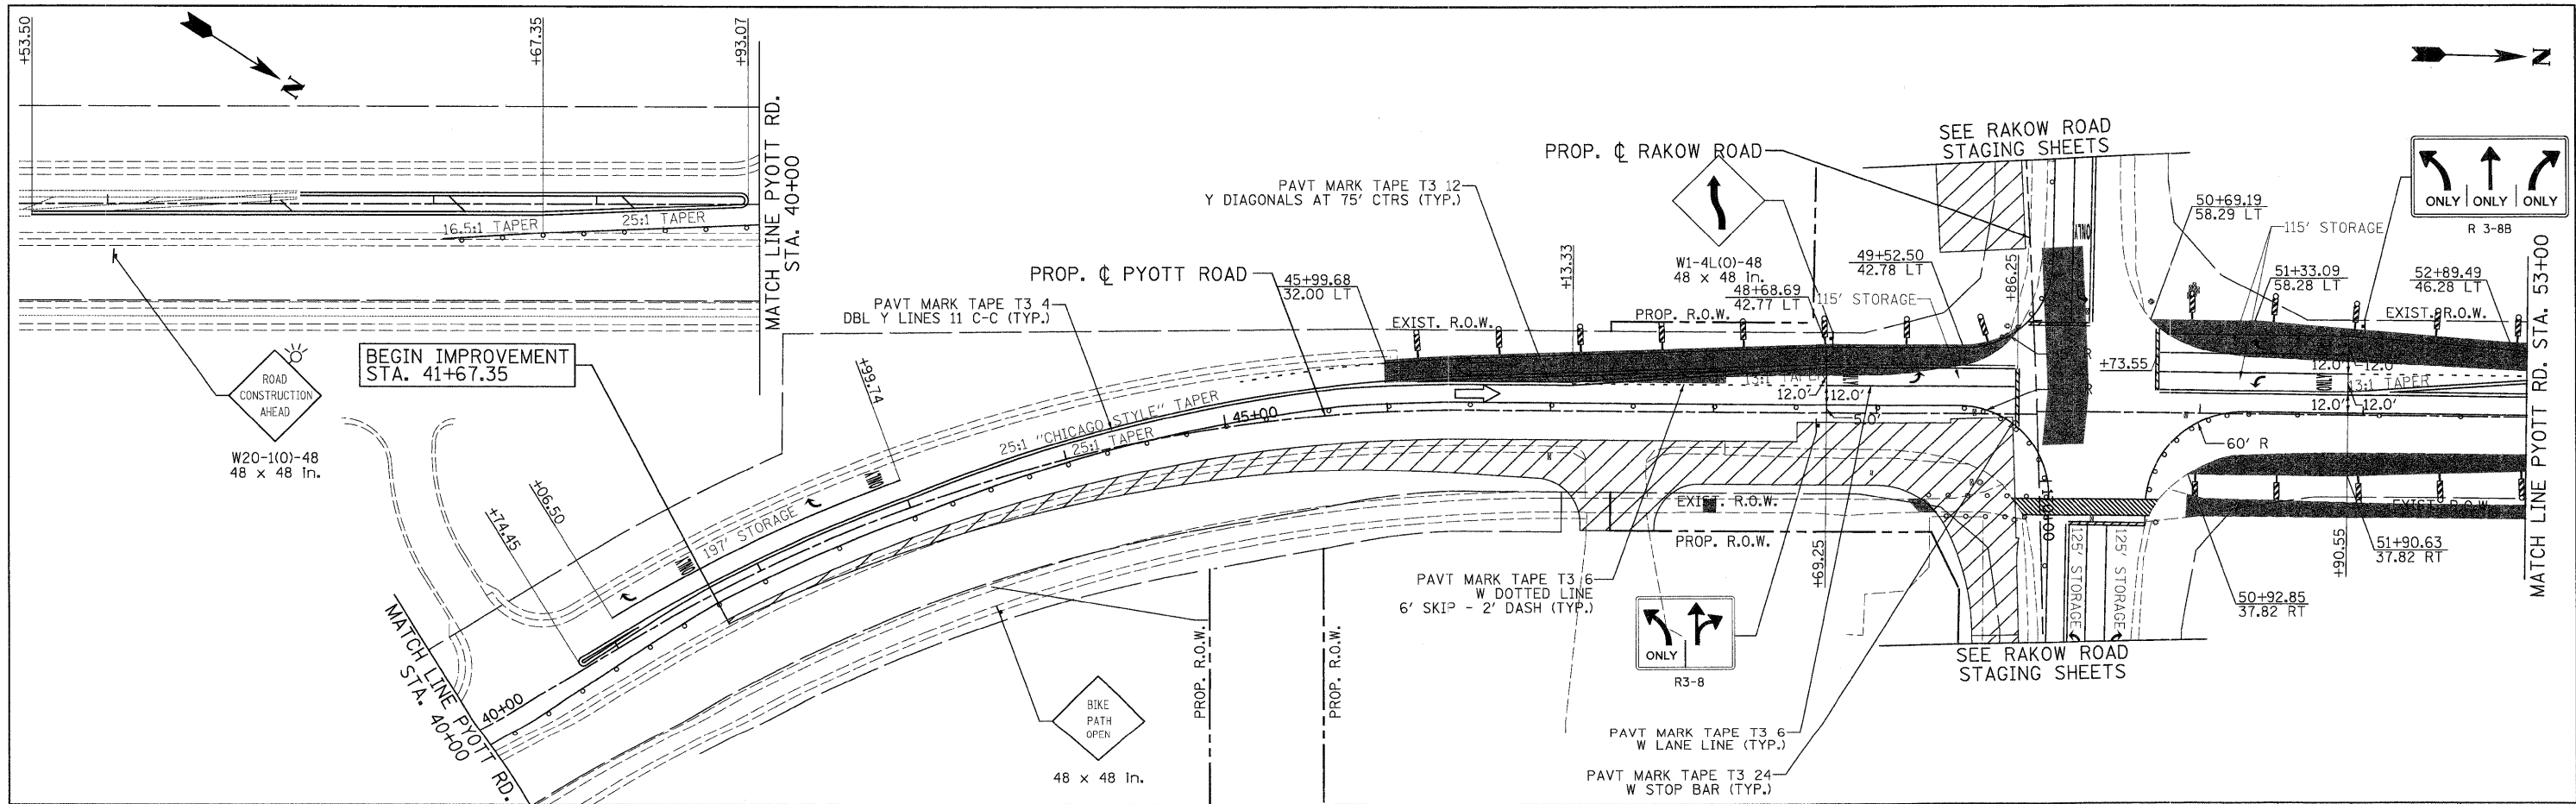 +53.50
+67.35
+93.07
N
MATCH LINE PYOTT RD.
STA. 40+00
16.5:1 TAPER
25:1 TAPER
ROAD
CONSTRUCTION
AHEAD
W20-1(O)-48
48 x 48 in.
BEGIN IMPROVEMENT
STA. 41+67.35
PAVT MARK TAPE T3 4
DBL Y LINES 11 C-C (TYP.)
PROP. ℄ PYOTT ROAD
45+99.68
32.00 LT
PAVT MARK TAPE T3 12
Y DIAGONALS AT 75' CTRS (TYP.)
+99.74
+06.50
+74.45
197' STORAGE
ONLY
ONLY
25:1 "CHICAGO STYLE" TAPER
25:1 TAPER
45+00
40+00
MATCH LINE PYOTT RD.
STA. 40+00
BIKE
PATH
OPEN
48 x 48 in.
PROP. R.O.W.
PROP. R.O.W.
+13.33
EXIST. R.O.W.
PROP. R.O.W.
PROP. ℄ RAKOW ROAD
W1-4L(O)-48
48 x 48 in.
48+68.69
42.77 LT
115' STORAGE
49+52.50
42.78 LT
+86.25
SEE RAKOW ROAD
STAGING SHEETS
ONLY
13:1 TAPER
ONLY
12.0'
12.0'
5.0'
EXIST. R.O.W.
PROP. R.O.W.
+69.25
PAVT MARK TAPE T3 6
W DOTTED LINE
6' SKIP - 2' DASH (TYP.)
ONLY
R3-8
PAVT MARK TAPE T3 6
W LANE LINE (TYP.)
PAVT MARK TAPE T3 24
W STOP BAR (TYP.)
125' STORAGE
125' STORAGE
SEE RAKOW ROAD
STAGING SHEETS
N
50+69.19
58.29 LT
115' STORAGE
51+33.09
58.28 LT
52+89.49
46.28 LT
EXIST. R.O.W.
ONLY
ONLY
ONLY
R 3-8B
+73.55
12.0'
12.0'
ONLY
13:1 TAPER
12.0'
12.0'
60' R
EXIST. R.O.W.
+90.55
51+90.63
37.82 RT
50+92.85
37.82 RT
MATCH LINE PYOTT RD. STA. 53+00